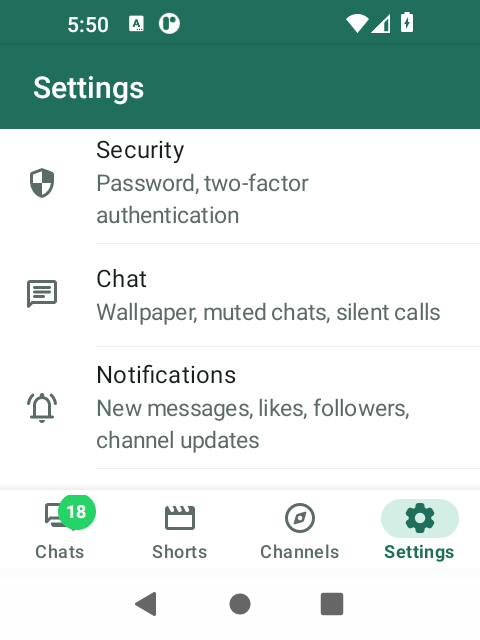 5:50
Settings
Security
Password, two-factor
authentication
Chat
Wallpaper, muted chats, silent calls
Notifications
New messages, likes, followers,
channel updates
18
Chats
Shorts
Channels
Settings